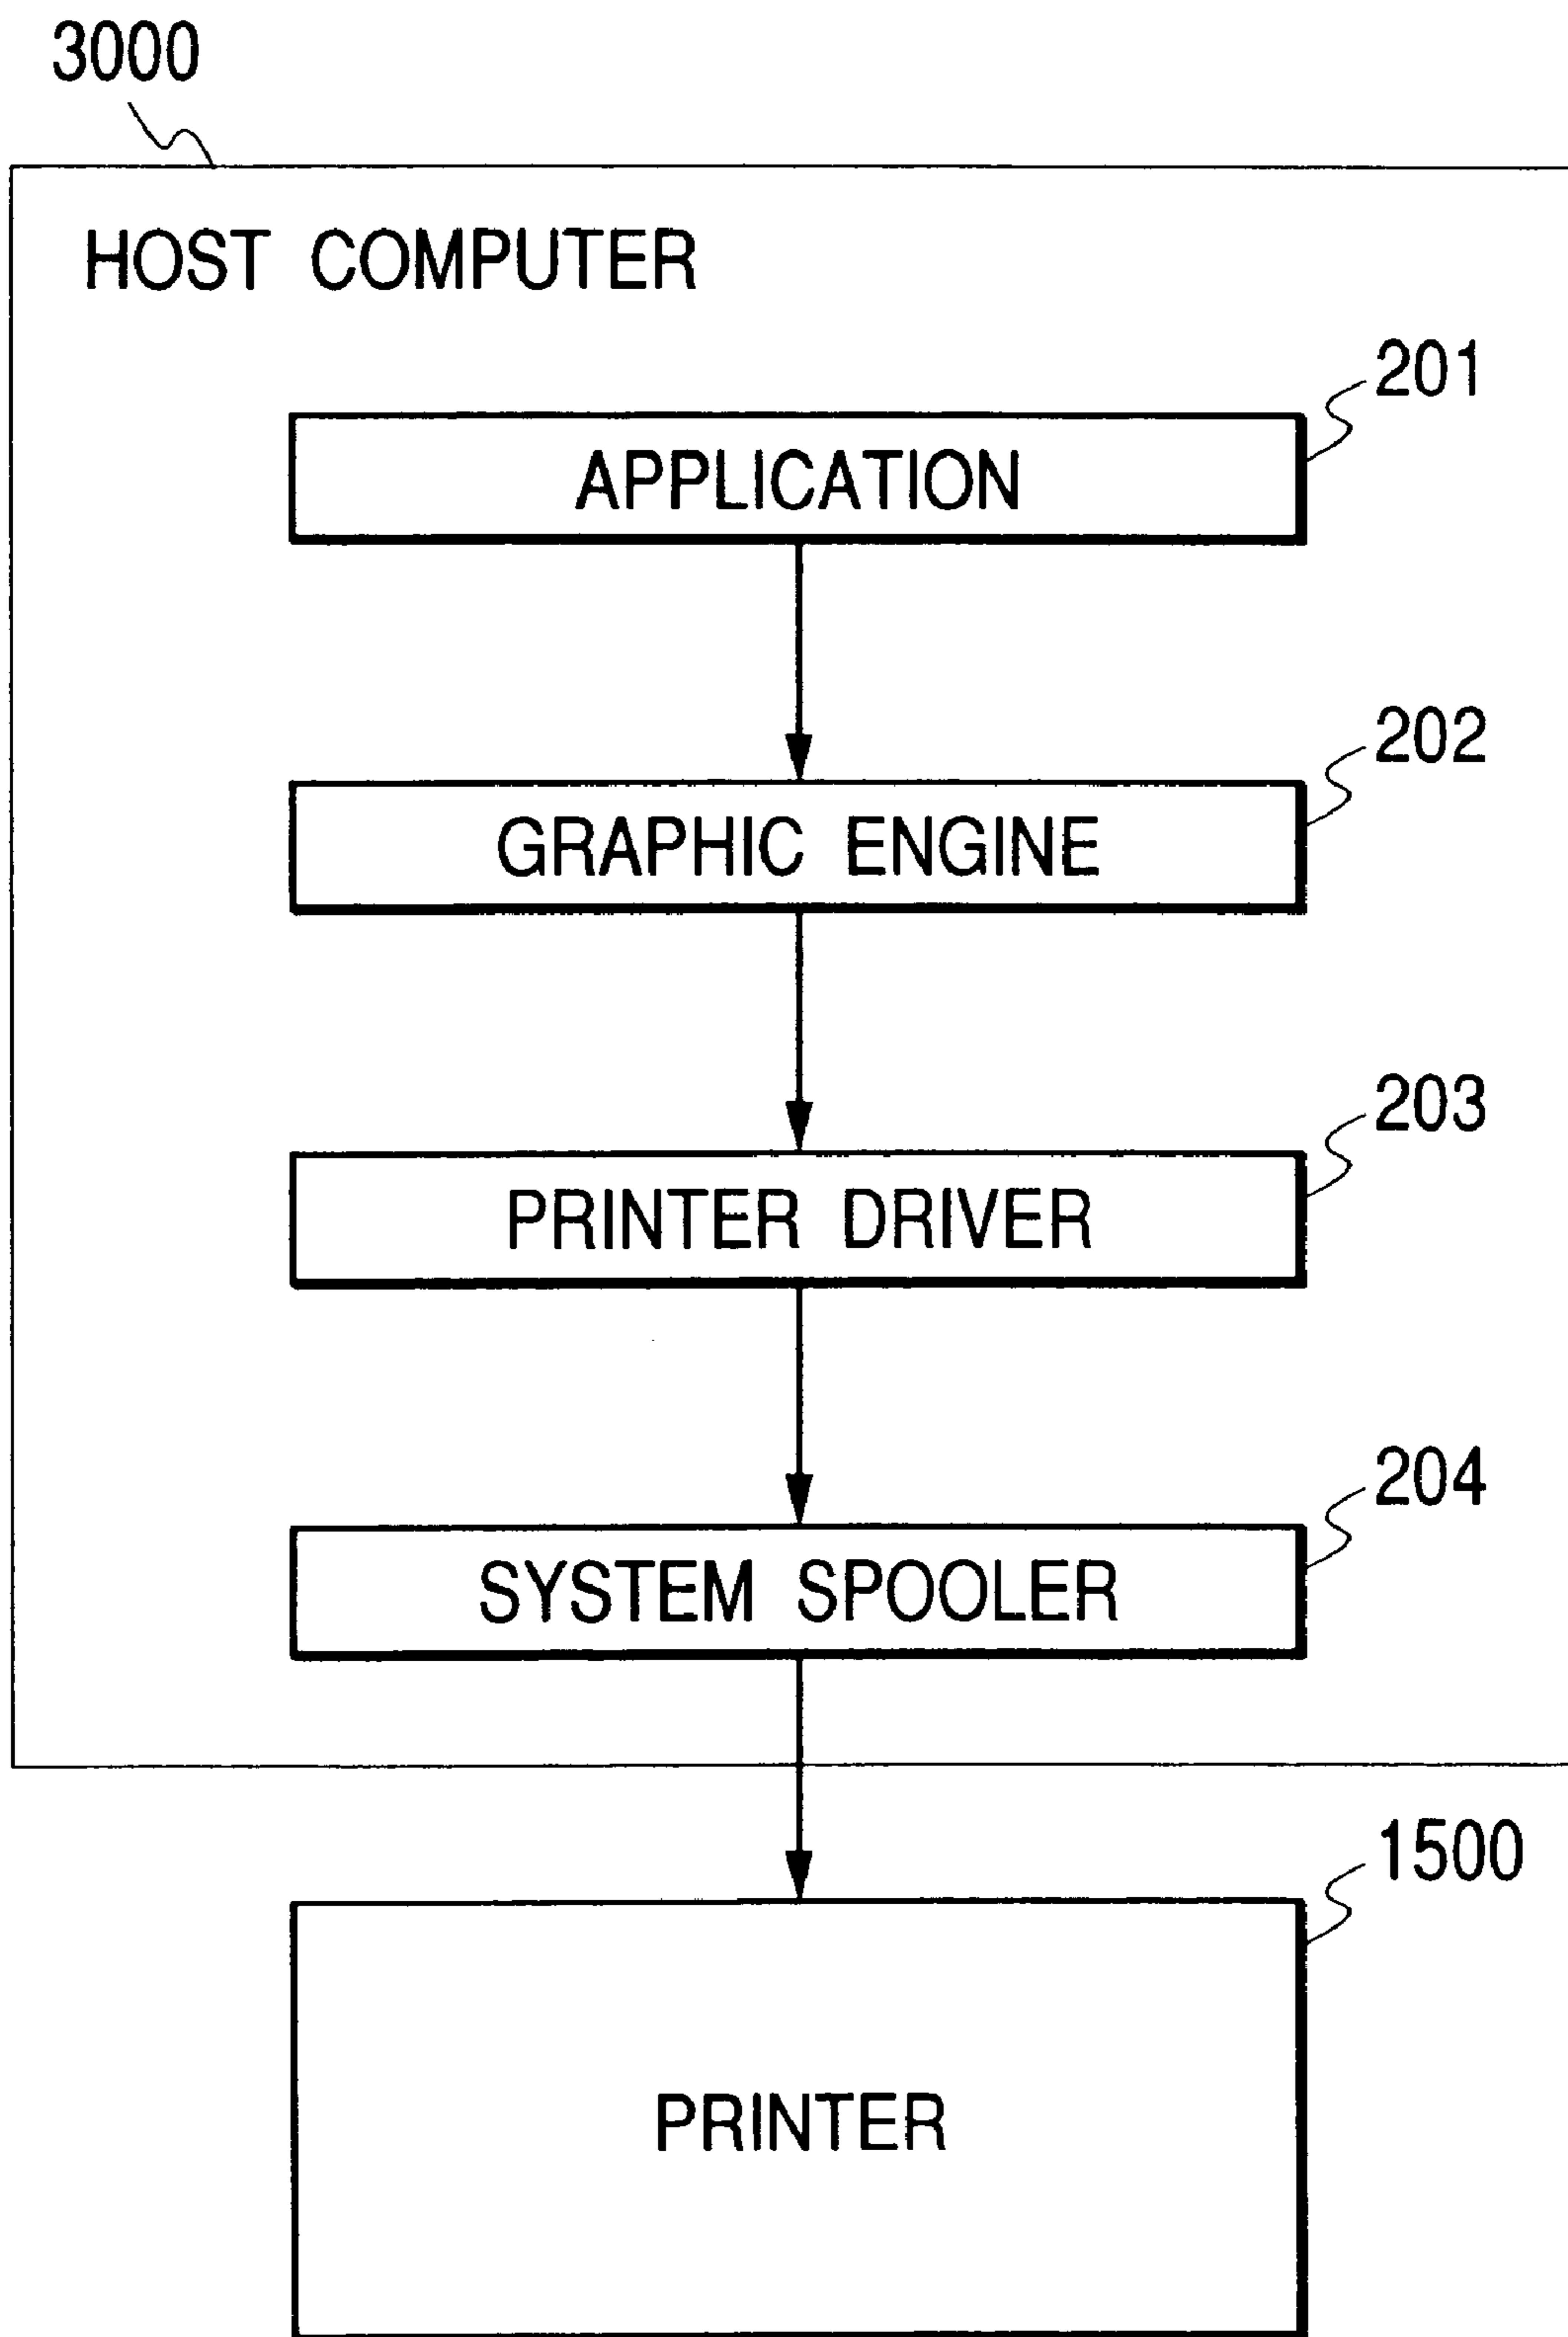 3000
HOST COMPUTER
201
APPLICATION
202
GRAPHIC ENGINE
203
PRINTER DRIVER
204
SYSTEM SPOOLER
1500
PRINTER